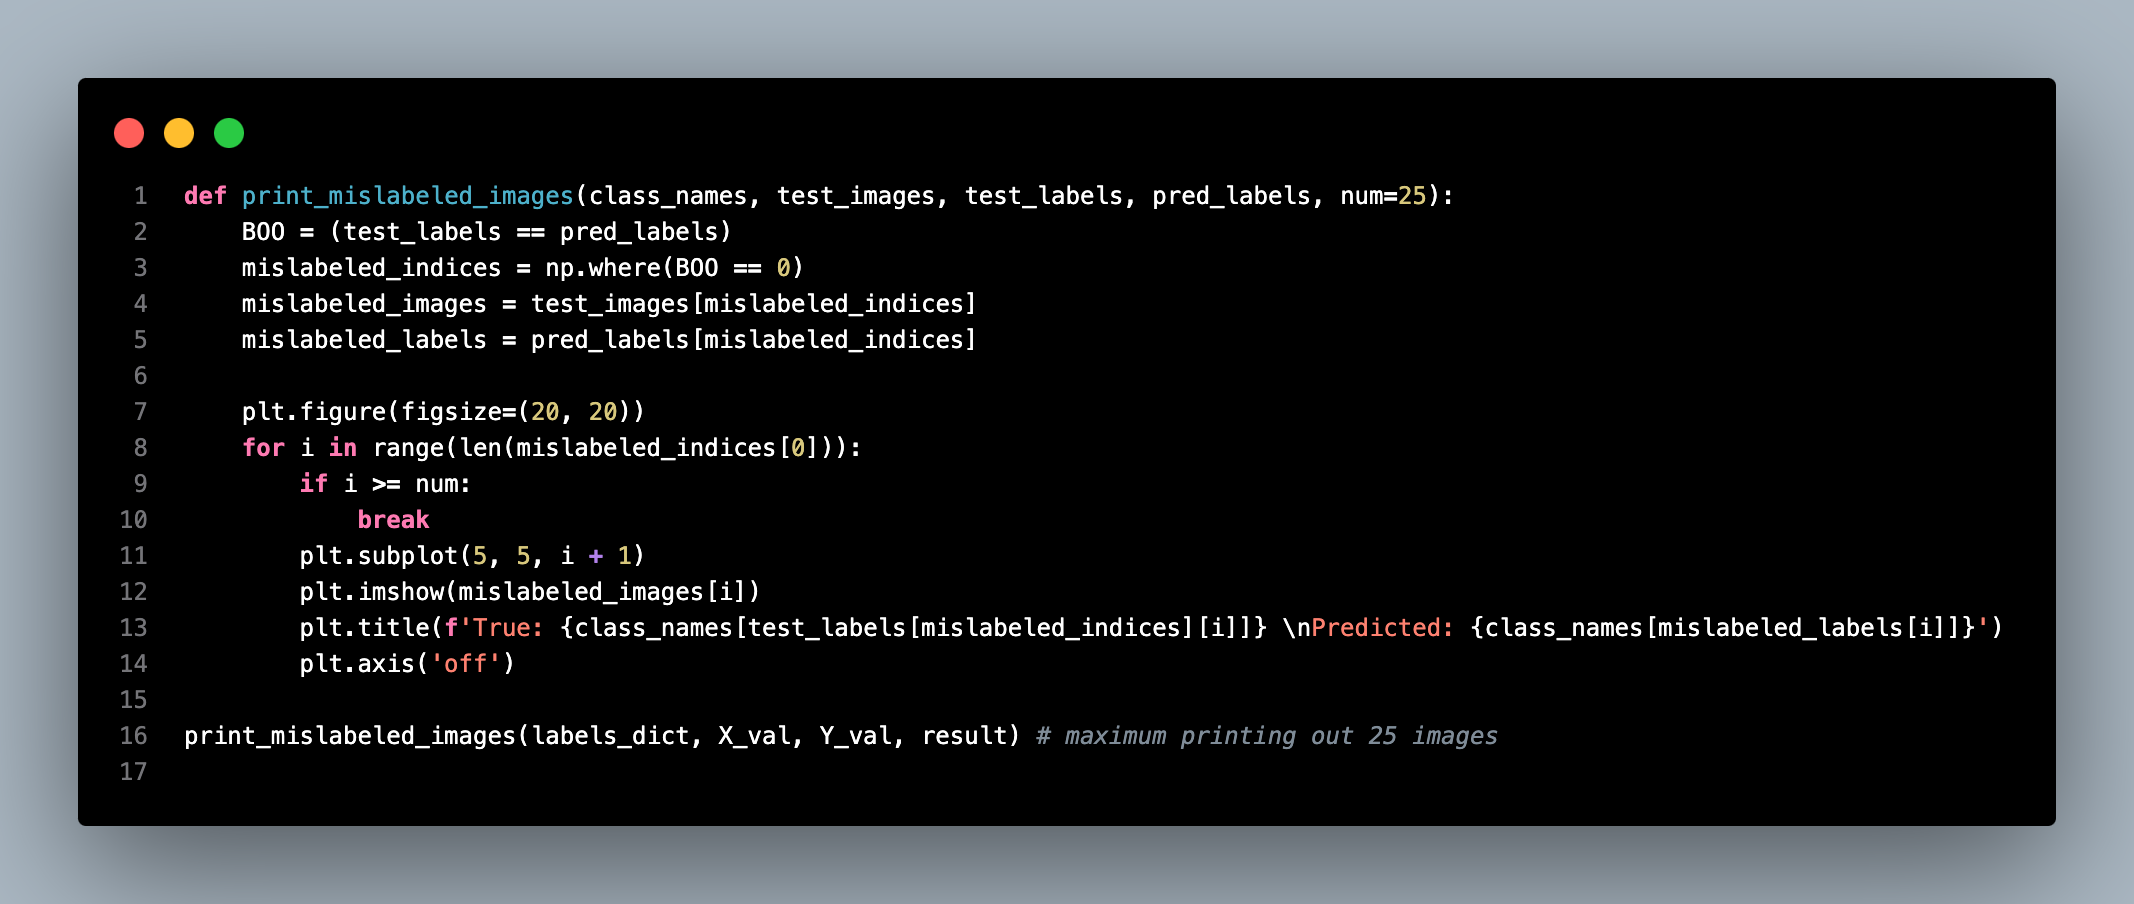 1 def print_mislabeled_images(class_names, test_images, test_labels, pred_labels, num=25):
2     BOO = (test_labels == pred_labels)
3     mislabeled_indices = np.where(BOO == 0)
4     mislabeled_images = test_images[mislabeled_indices]
5     mislabeled_labels = pred_labels[mislabeled_indices]
6
7     plt.figure(figsize=(20, 20))
8     for i in range(len(mislabeled_indices[0])):
9         if i >= num:
10             break
11         plt.subplot(5, 5, i + 1)
12         plt.imshow(mislabeled_images[i])
13         plt.title(f'True: {class_names[test_labels[mislabeled_indices][i]]} \nPredicted: {class_names[mislabeled_labels[i]]}')
14         plt.axis('off')
15
16 print_mislabeled_images(labels_dict, X_val, Y_val, result) # maximum printing out 25 images
17